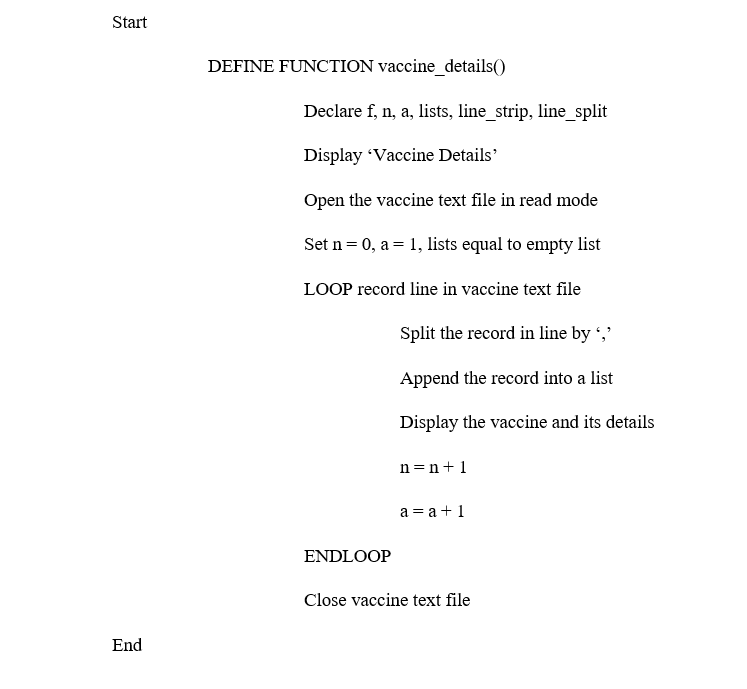 Start
DEFINE FUNCTION vaccine_details()
Declare f, n, a, lists, line_strip, line_split
Display ‘Vaccine Details’
Open the vaccine text file in read mode
Set n = 0, a = 1, lists equal to empty list
LOOP record line in vaccine text file
Split the record in line by ‘,’
Append the record into a list
Display the vaccine and its details
n = n + 1
a = a + 1
ENDLOOP
Close vaccine text file
End